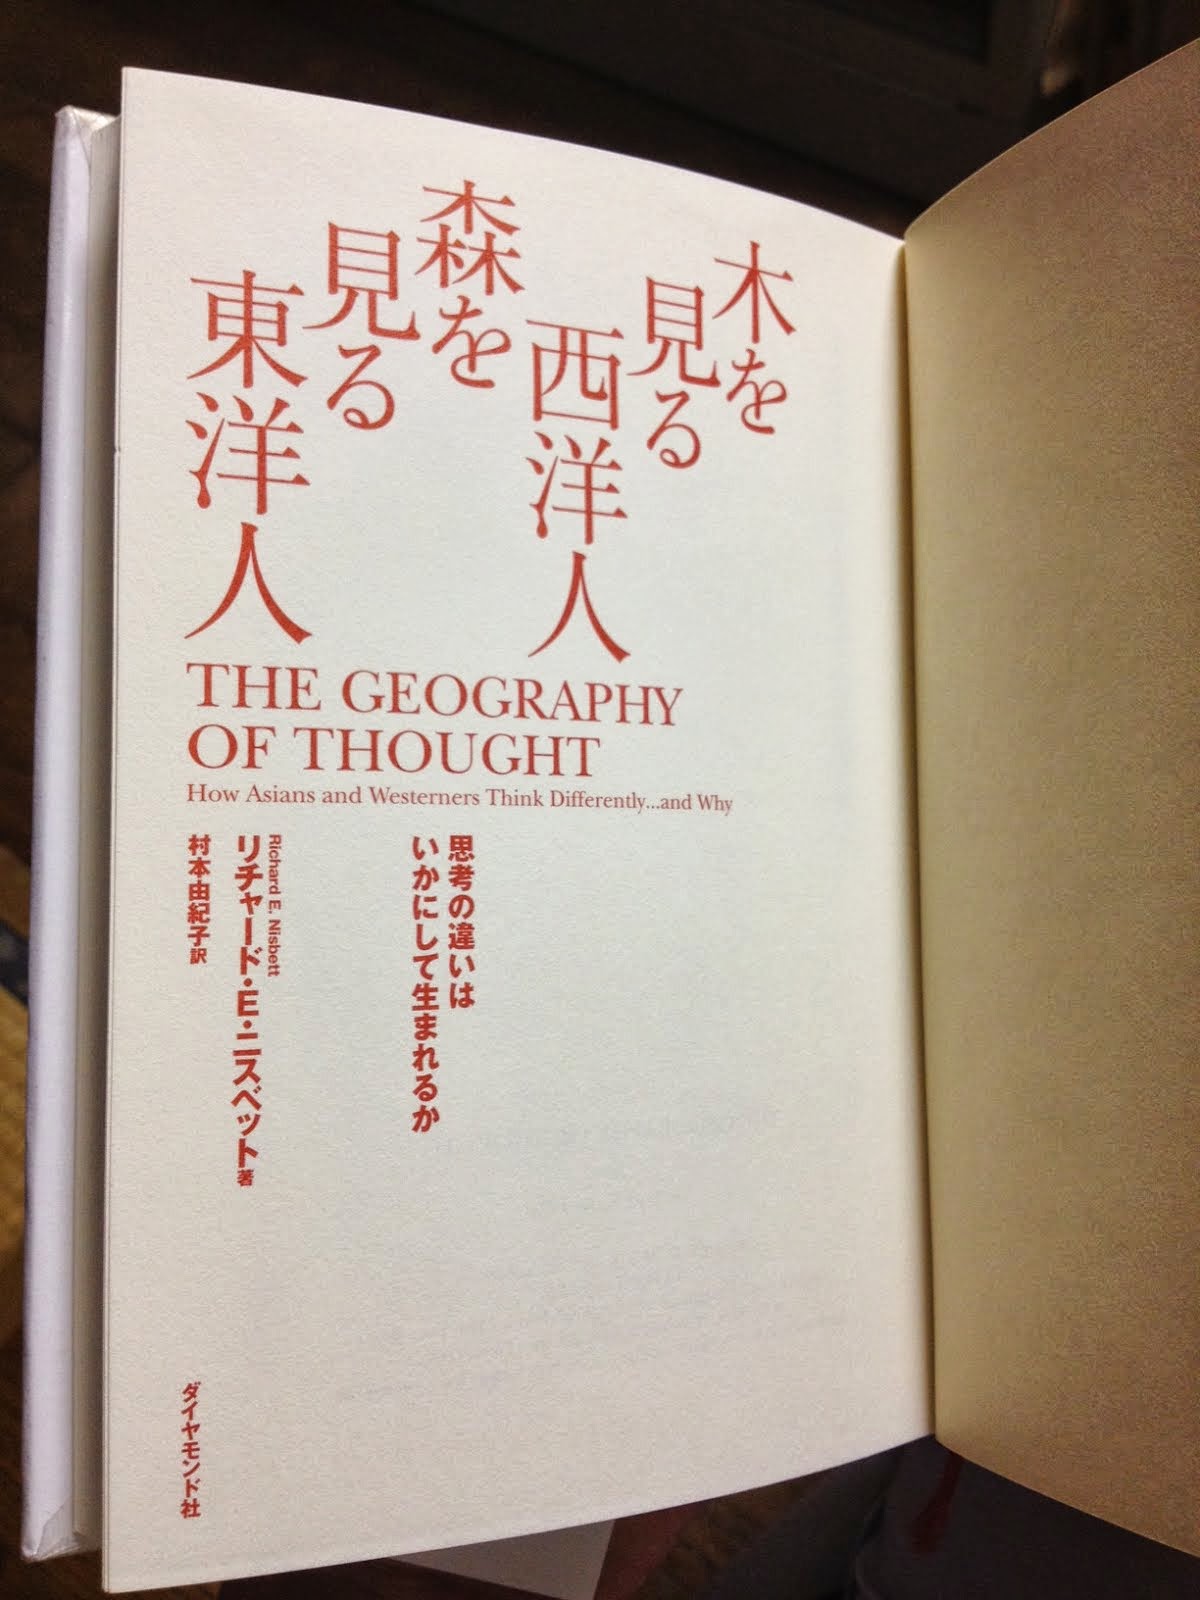 木を
見る
西洋人
森を
見る
東洋人
THE GEOGRAPHY
OF THOUGHT
How Asians and Westerners Think Differently...and Why
思考の違いは
いかにして生まれるか
Richard E. Nisbett
リチャード・E・ニスベット 著
村本由紀子 訳
ダイヤモンド社